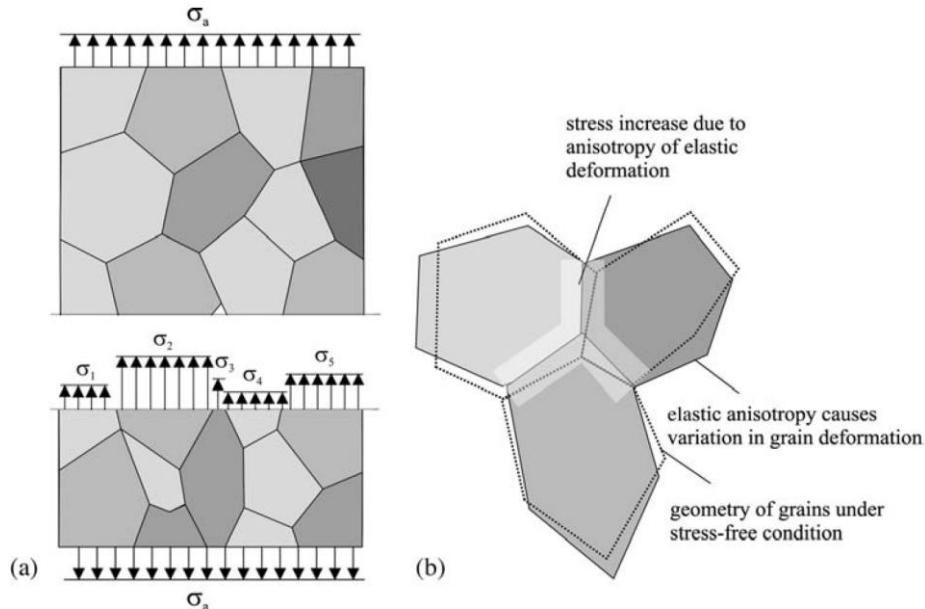 σa
σ1
σ2
σ3
σ4
σ5
(a)
σa
stress increase due to
anisotropy of elastic
deformation
elastic anisotropy causes
variation in grain deformation
geometry of grains under
stress-free condition
(b)